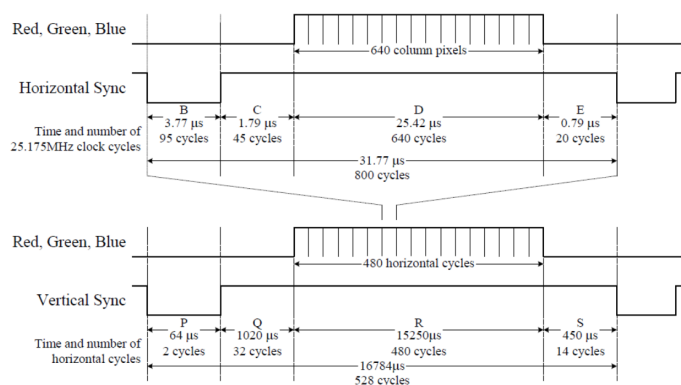 Red, Green, Blue
640 column pixels
Horizontal Sync
B C D E
3.77 µs 1.79 µs 25.42 µs 0.79 µs
Time and number of
25.175MHz clock cycles
95 cycles 45 cycles 640 cycles 20 cycles
31.77 µs
800 cycles
Red, Green, Blue
480 horizontal cycles
Vertical Sync
P Q R S
64 µs 1020 µs 15250µs 450 µs
Time and number of
horizontal cycles
2 cycles 32 cycles 480 cycles 14 cycles
16784µs
528 cycles